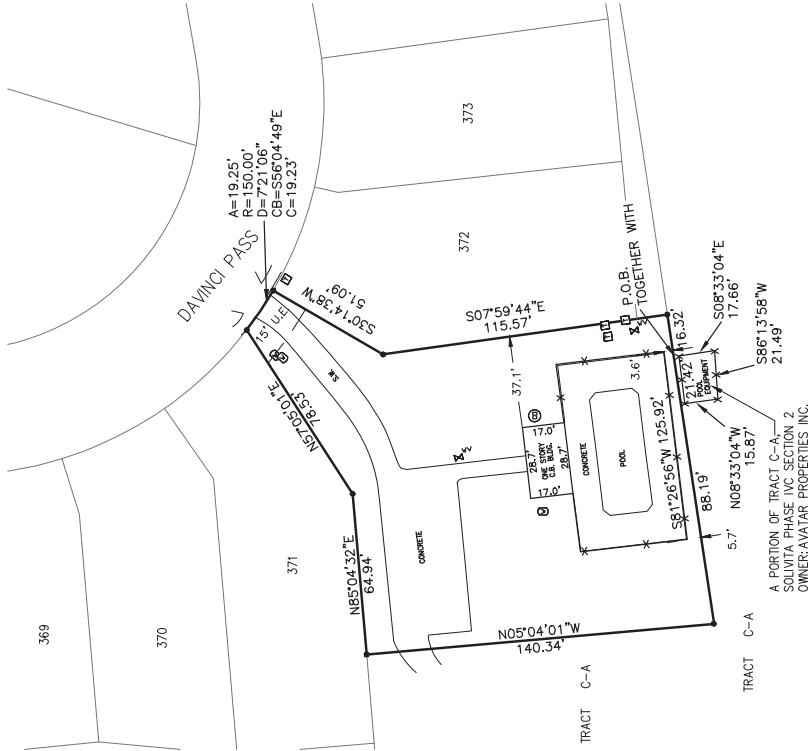 DAVINCI PASS
A=19.25'
R=150.00'
D=7°21'06"
CB=S56°04'49"E
C=19.23'
373
372
371
370
369
15'
U.E.
S30°14'38"W
51.09'
N57°05'01"E
78.53'
S/W
S07°59'44"E
115.57'
P.O.B.
TOGETHER WITH
N85°04'32"E
64.94'
CONCRETE
37.1'
17.0'
28.7'
ONE STORY
C.B. BLDG.
28.7'
17.0'
3.6'
CONCRETE
POOL
16.32'
S08°33'04"E
17.66'
S86°13'58"W
21.49'
21.42'
POOL
EQUIPMENT
S81°26'56"W 125.92'
88.19'
N08°33'04"W
15.87'
5.7'
N05°04'01"W
140.34'
TRACT C-A
TRACT C-A
A PORTION OF TRACT C-A,
SOLIVITA PHASE IVC SECTION 2
OWNER:AVATAR PROPERTIES INC.